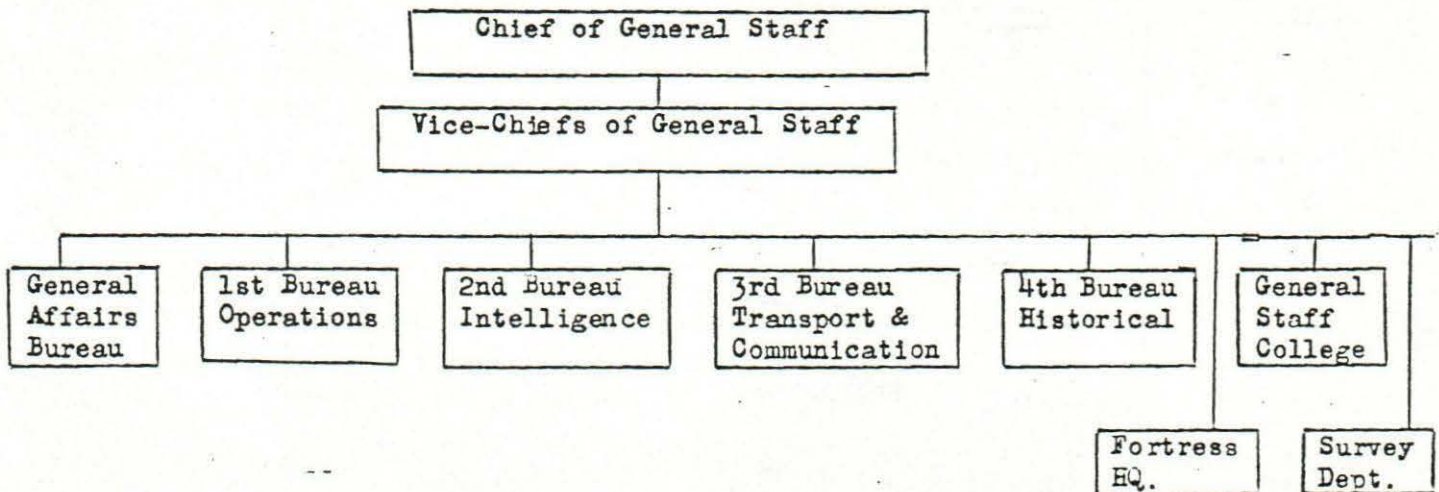 Chief of General Staff
Vice-Chiefs of General Staff
General
Affairs
Bureau
1st Bureau
Operations
2nd Bureau
Intelligence
3rd Bureau
Transport &
Communication
4th Bureau
Historical
General
Staff
College
Fortress
HQ.
Survey
Dept.